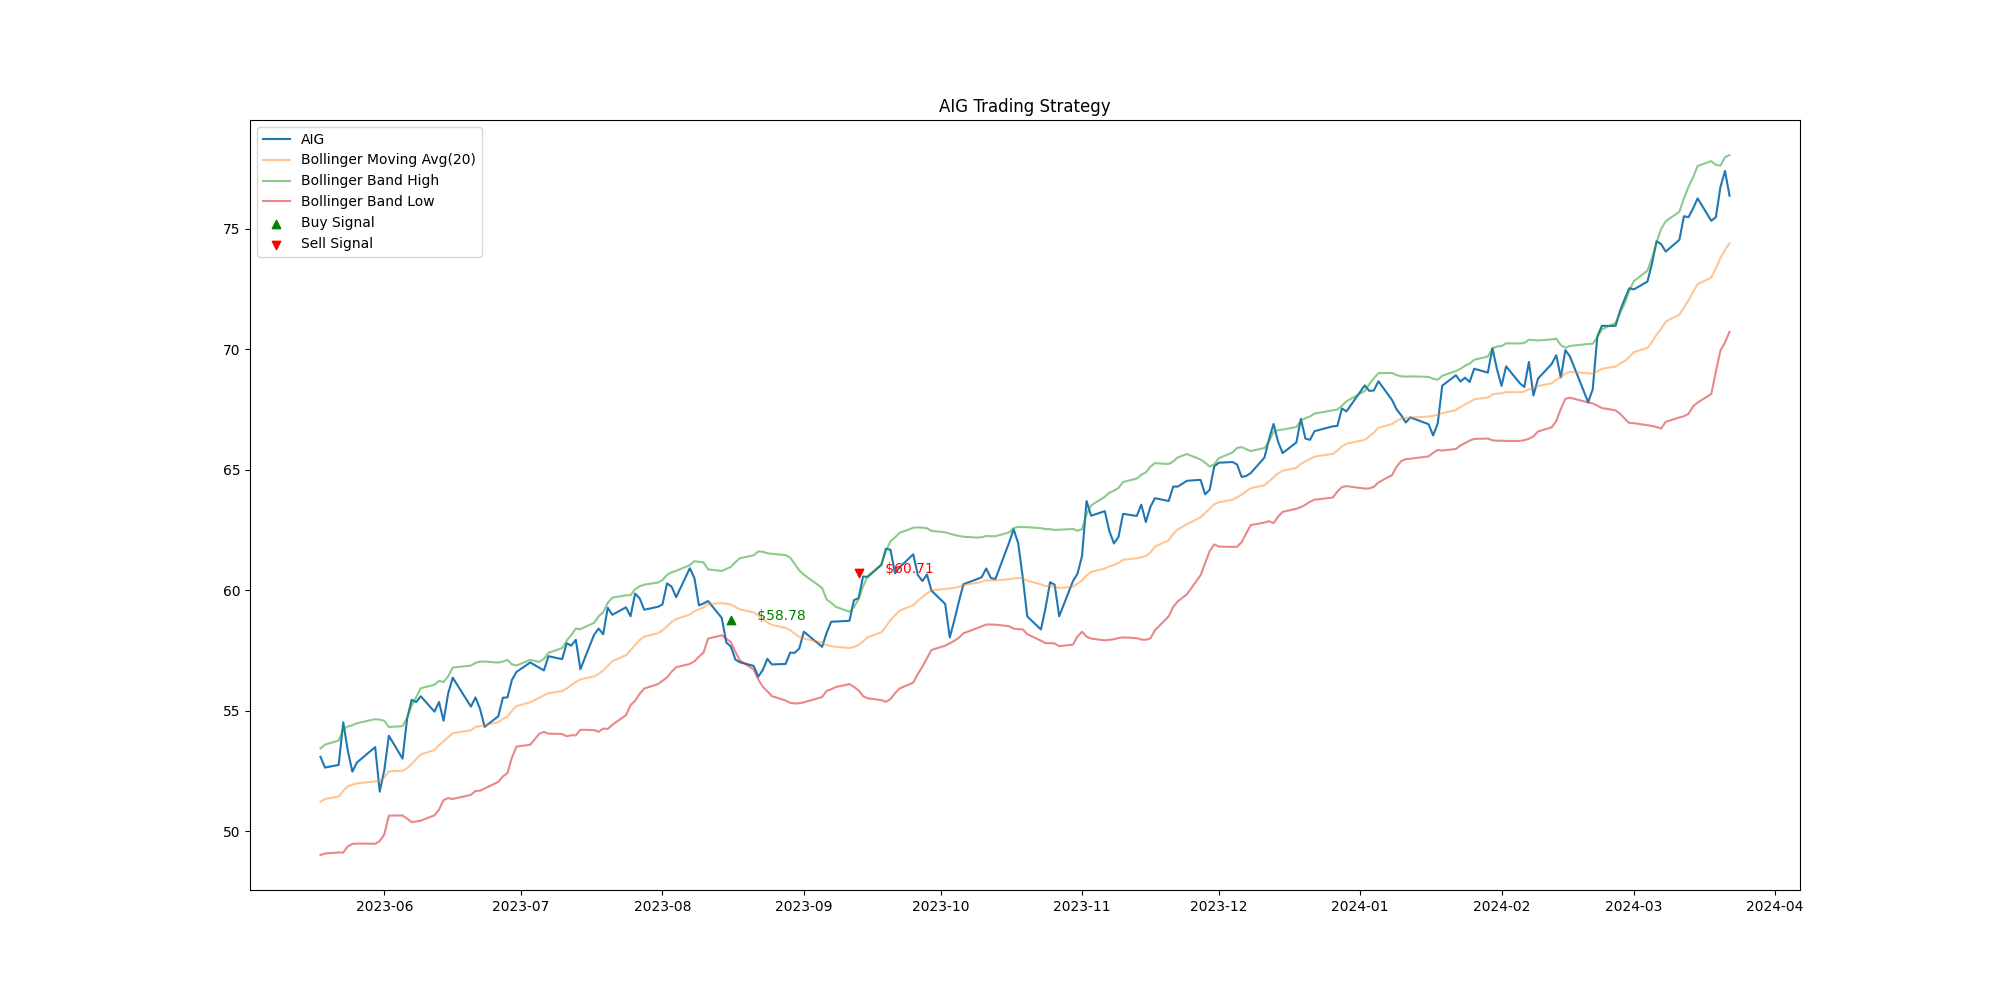 AIG Trading Strategy
AIG
Bollinger Moving Avg(20)
Bollinger Band High
Bollinger Band Low
Buy Signal
Sell Signal
75
70
65
60
55
50
$60.71
$58.78
2023-06 2023-07 2023-08 2023-09 2023-10 2023-11 2023-12 2024-01 2024-02 2024-03 2024-04